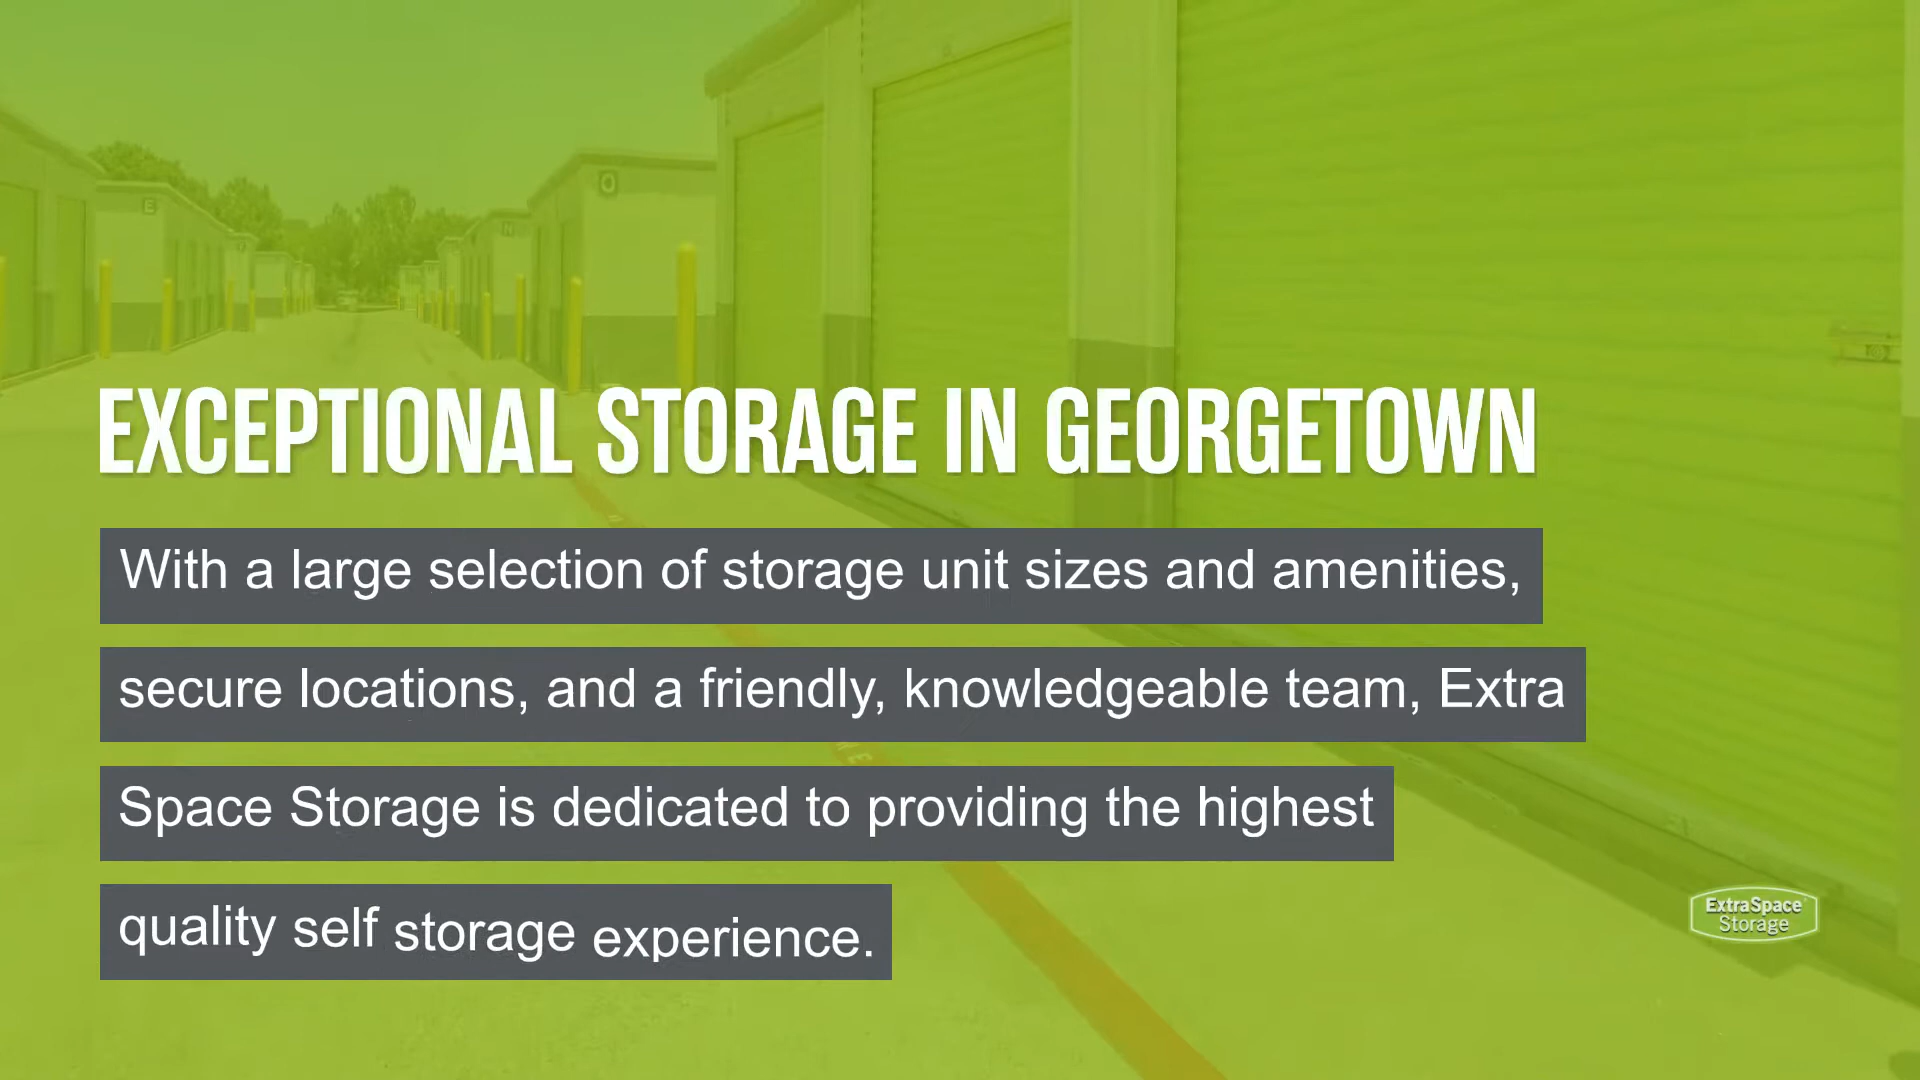 E
O
N
EXCEPTIONAL STORAGE IN GEORGETOWN
With a large selection of storage unit sizes and amenities,
secure locations, and a friendly, knowledgeable team, Extra
Space Storage is dedicated to providing the highest
quality self storage experience.
ExtraSpace
Storage